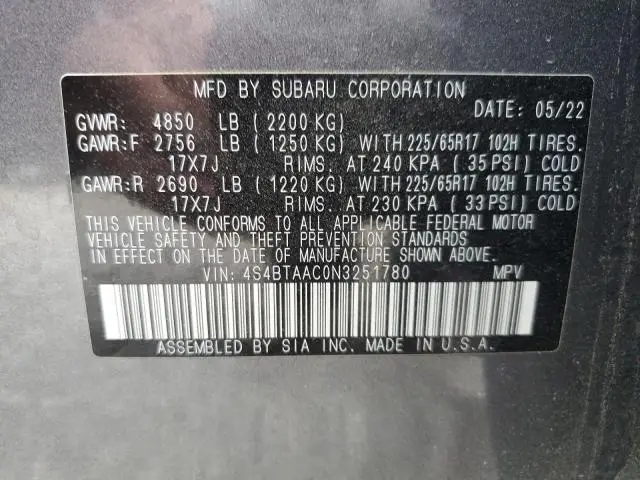 MFD BY SUBARU CORPORATION
DATE: 05/22
GVWR: 4850 LB ( 2200 KG)
GAWR:F 2756 LB ( 1250 KG) WITH 225/65R17 102H TIRES.
17X7J RIMS. AT 240 KPA ( 35 PSI) COLD
GAWR:R 2690 LB ( 1220 KG) WITH 225/65R17 102H TIRES.
17X7J RIMS. AT 230 KPA ( 33 PSI) COLD
THIS VEHICLE CONFORMS TO ALL APPLICABLE FEDERAL MOTOR
VEHICLE SAFETY AND THEFT PREVENTION STANDARDS
IN EFFECT ON THE DATE OF MANUFACTURE SHOWN ABOVE.
VIN: 4S4BTAAC0N3251780 MPV
ASSEMBLED BY SIA INC. MADE IN U.S.A.